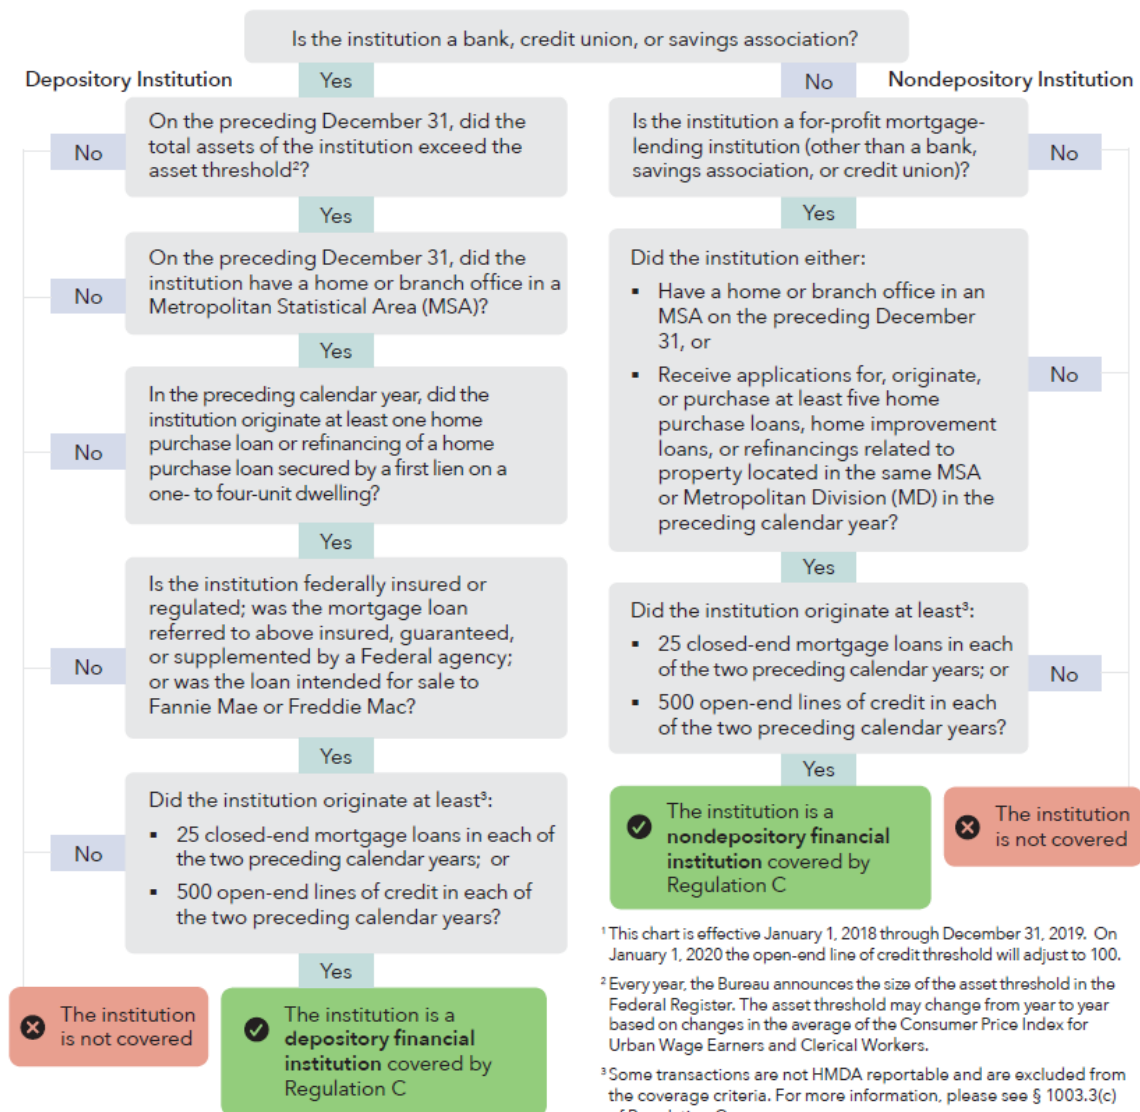 Is the institution a bank, credit union, or savings association?
Depository Institution
Yes
No
Nondepository Institution
On the preceding December 31, did the
total assets of the institution exceed the
asset threshold²?
No
Yes
On the preceding December 31, did the
institution have a home or branch office in a
Metropolitan Statistical Area (MSA)?
No
Yes
In the preceding calendar year, did the
institution originate at least one home
purchase loan or refinancing of a home
purchase loan secured by a first lien on a
one- to four-unit dwelling?
No
Yes
Is the institution federally insured or
regulated; was the mortgage loan
referred to above insured, guaranteed,
or supplemented by a Federal agency;
or was the loan intended for sale to
Fannie Mae or Freddie Mac?
No
Yes
Did the institution originate at least³:
▪ 25 closed-end mortgage loans in each of
the two preceding calendar years; or
▪ 500 open-end lines of credit in each of
the two preceding calendar years?
No
Yes
The institution
is not covered
The institution is a
depository financial
institution covered by
Regulation C
Is the institution a for-profit mortgage-
lending institution (other than a bank,
savings association, or credit union)?
No
Yes
Did the institution either:
▪ Have a home or branch office in an
MSA on the preceding December
31, or
▪ Receive applications for, originate,
or purchase at least five home
purchase loans, home improvement
loans, or refinancings related to
property located in the same MSA
or Metropolitan Division (MD) in the
preceding calendar year?
No
Yes
Did the institution originate at least³:
▪ 25 closed-end mortgage loans in each
of the two preceding calendar years; or
▪ 500 open-end lines of credit in each
of the two preceding calendar years?
No
Yes
The institution is a
nondepository financial
institution covered by
Regulation C
The institution
is not covered
¹ This chart is effective January 1, 2018 through December 31, 2019. On
January 1, 2020 the open-end line of credit threshold will adjust to 100.
² Every year, the Bureau announces the size of the asset threshold in the
Federal Register. The asset threshold may change from year to year
based on changes in the average of the Consumer Price Index for
Urban Wage Earners and Clerical Workers.
³ Some transactions are not HMDA reportable and are excluded from
the coverage criteria. For more information, please see § 1003.3(c)